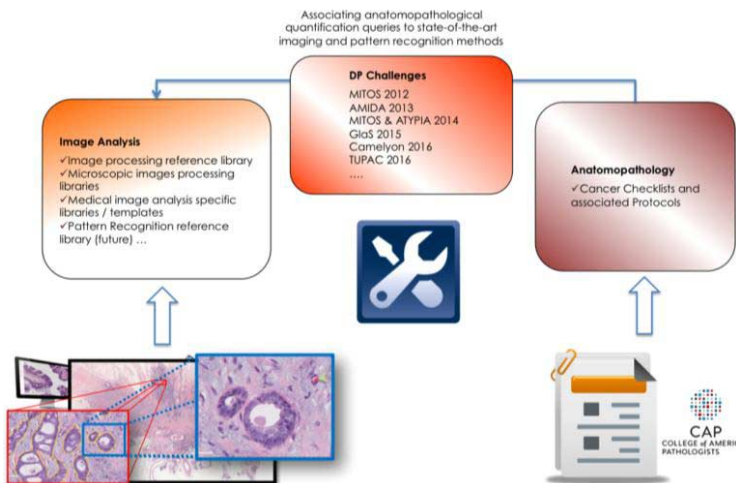 Associating anatomopathological
quantification queries to state-of-the-art
imaging and pattern recognition methods
DP Challenges
MITOS 2012
AMIDA 2013
MITOS & ATYPIA 2014
GlaS 2015
Camelyon 2016
TUPAC 2016
....
Image Analysis
✓Image processing reference library
✓Microscopic images processing
libraries
✓Medical image analysis specific
libraries / templates
✓Pattern Recognition reference
library (future) ...
Anatomopathology
✓Cancer Checklists and
associated Protocols
CAP
COLLEGE of AMERI
PATHOLOGISTS